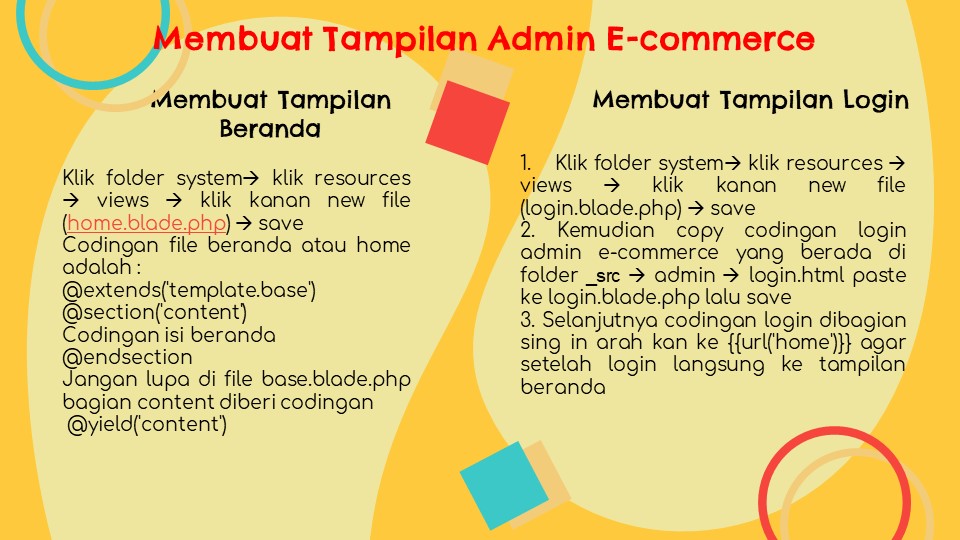 Membuat Tampilan Admin E-commerce
Membuat Tampilan
Beranda
Klik folder system→ klik resources
→ views → klik kanan new file
(home.blade.php) → save
Codingan file beranda atau home
adalah :
@extends('template.base')
@section('content')
Codingan isi beranda
@endsection
Jangan lupa di file base.blade.php
bagian content diberi codingan
@yield('content')
Membuat Tampilan Login
1. Klik folder system→ klik resources →
views → klik kanan new file
(login.blade.php) → save
2. Kemudian copy codingan login
admin e-commerce yang berada di
folder _src → admin → login.html paste
ke login.blade.php lalu save
3. Selanjutnya codingan login dibagian
sing in arah kan ke {{url('home')}} agar
setelah login langsung ke tampilan
beranda